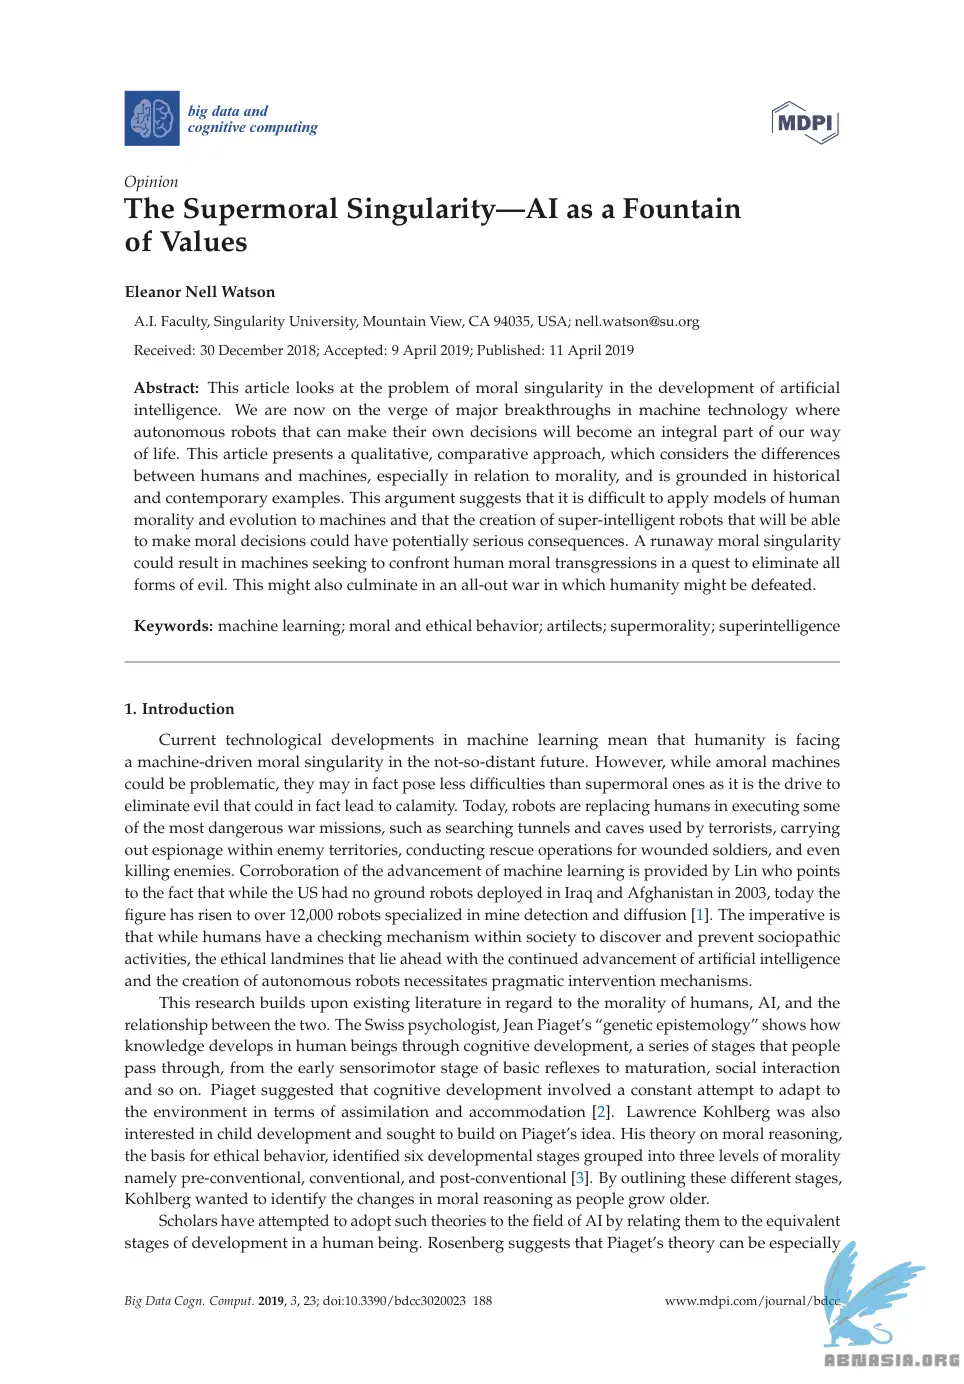 big data and
cognitive computing
MDPI
Opinion
The Supermoral Singularity—AI as a Fountain
of Values
Eleanor Nell Watson
A.I. Faculty, Singularity University, Mountain View, CA 94035, USA; nell.watson@su.org
Received: 30 December 2018; Accepted: 9 April 2019; Published: 11 April 2019
Abstract: This article looks at the problem of moral singularity in the development of artificial
intelligence. We are now on the verge of major breakthroughs in machine technology where
autonomous robots that can make their own decisions will become an integral part of our way
of life. This article presents a qualitative, comparative approach, which considers the differences
between humans and machines, especially in relation to morality, and is grounded in historical
and contemporary examples. This argument suggests that it is difficult to apply models of human
morality and evolution to machines and that the creation of super-intelligent robots that will be able
to make moral decisions could have potentially serious consequences. A runaway moral singularity
could result in machines seeking to confront human moral transgressions in a quest to eliminate all
forms of evil. This might also culminate in an all-out war in which humanity might be defeated.
Keywords: machine learning; moral and ethical behavior; artilects; supermorality; superintelligence
1. Introduction
Current technological developments in machine learning mean that humanity is facing
a machine-driven moral singularity in the not-so-distant future. However, while amoral machines
could be problematic, they may in fact pose less difficulties than supermoral ones as it is the drive to
eliminate evil that could in fact lead to calamity. Today, robots are replacing humans in executing some
of the most dangerous war missions, such as searching tunnels and caves used by terrorists, carrying
out espionage within enemy territories, conducting rescue operations for wounded soldiers, and even
killing enemies. Corroboration of the advancement of machine learning is provided by Lin who points
to the fact that while the US had no ground robots deployed in Iraq and Afghanistan in 2003, today the
figure has risen to over 12,000 robots specialized in mine detection and diffusion [1]. The imperative is
that while humans have a checking mechanism within society to discover and prevent sociopathic
activities, the ethical landmines that lie ahead with the continued advancement of artificial intelligence
and the creation of autonomous robots necessitates pragmatic intervention mechanisms.
This research builds upon existing literature in regard to the morality of humans, AI, and the
relationship between the two. The Swiss psychologist, Jean Piaget's “genetic epistemology” shows how
knowledge develops in human beings through cognitive development, a series of stages that people
pass through, from the early sensorimotor stage of basic reflexes to maturation, social interaction
and so on. Piaget suggested that cognitive development involved a constant attempt to adapt to
the environment in terms of assimilation and accommodation [2]. Lawrence Kohlberg was also
interested in child development and sought to build on Piaget's idea. His theory on moral reasoning,
the basis for ethical behavior, identified six developmental stages grouped into three levels of morality
namely pre-conventional, conventional, and post-conventional [3]. By outlining these different stages,
Kohlberg wanted to identify the changes in moral reasoning as people grow older.
Scholars have attempted to adopt such theories to the field of AI by relating them to the equivalent
stages of development in a human being. Rosenberg suggests that Piaget's theory can be especially
Big Data Cogn. Comput. 2019, 3, 23; doi:10.3390/bdcc3020023 188 www.mdpi.com/journal/bdcc
ABNASIA.ORG